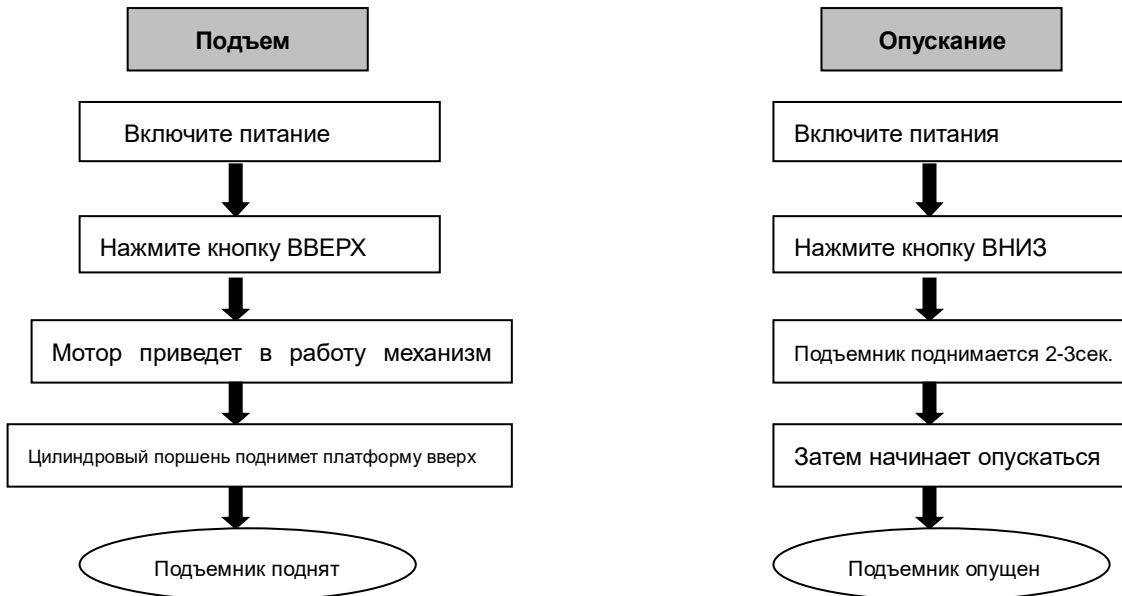 Подъем
Включите питание
Нажмите кнопку ВВЕРХ
Мотор приведет в работу механизм
Цилиндровый поршень поднимет платформу вверх
Подъемник поднят
Опускание
Включите питания
Нажмите кнопку ВНИЗ
Подъемник поднимается 2-3сек.
Затем начинает опускаться
Подъемник опущен